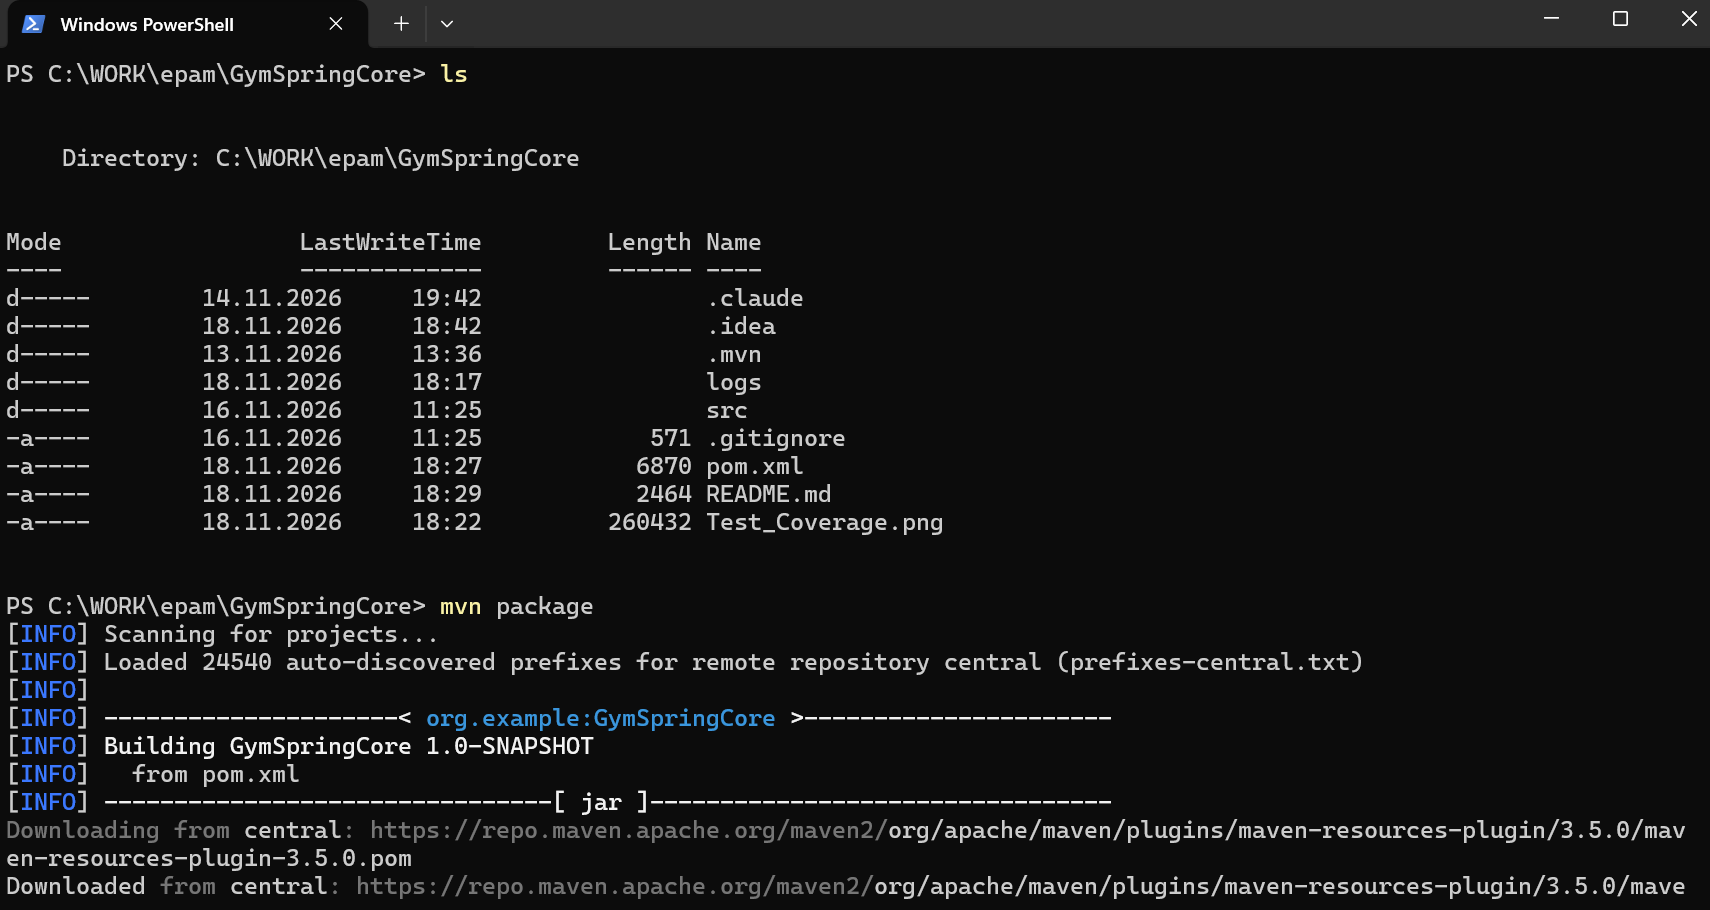 Windows PowerShell
PS C:\WORK\epam\GymSpringCore> ls
Directory: C:\WORK\epam\GymSpringCore
Mode LastWriteTime Length Name
---- ------------- ------ ----
d----- 14.11.2026 19:42 .claude
d----- 18.11.2026 18:42 .idea
d----- 13.11.2026 13:36 .mvn
d----- 18.11.2026 18:17 logs
d----- 16.11.2026 11:25 src
-a---- 16.11.2026 11:25 571 .gitignore
-a---- 18.11.2026 18:27 6870 pom.xml
-a---- 18.11.2026 18:29 2464 README.md
-a---- 18.11.2026 18:22 260432 Test_Coverage.png
PS C:\WORK\epam\GymSpringCore> mvn package
[INFO] Scanning for projects...
[INFO] Loaded 24540 auto-discovered prefixes for remote repository central (prefixes-central.txt)
[INFO]
[INFO] ---------------------< org.example:GymSpringCore >----------------------
[INFO] Building GymSpringCore 1.0-SNAPSHOT
[INFO]   from pom.xml
[INFO] --------------------------------[ jar ]---------------------------------
Downloading from central: https://repo.maven.apache.org/maven2/org/apache/maven/plugins/maven-resources-plugin/3.5.0/mav
en-resources-plugin-3.5.0.pom
Downloaded from central: https://repo.maven.apache.org/maven2/org/apache/maven/plugins/maven-resources-plugin/3.5.0/mave